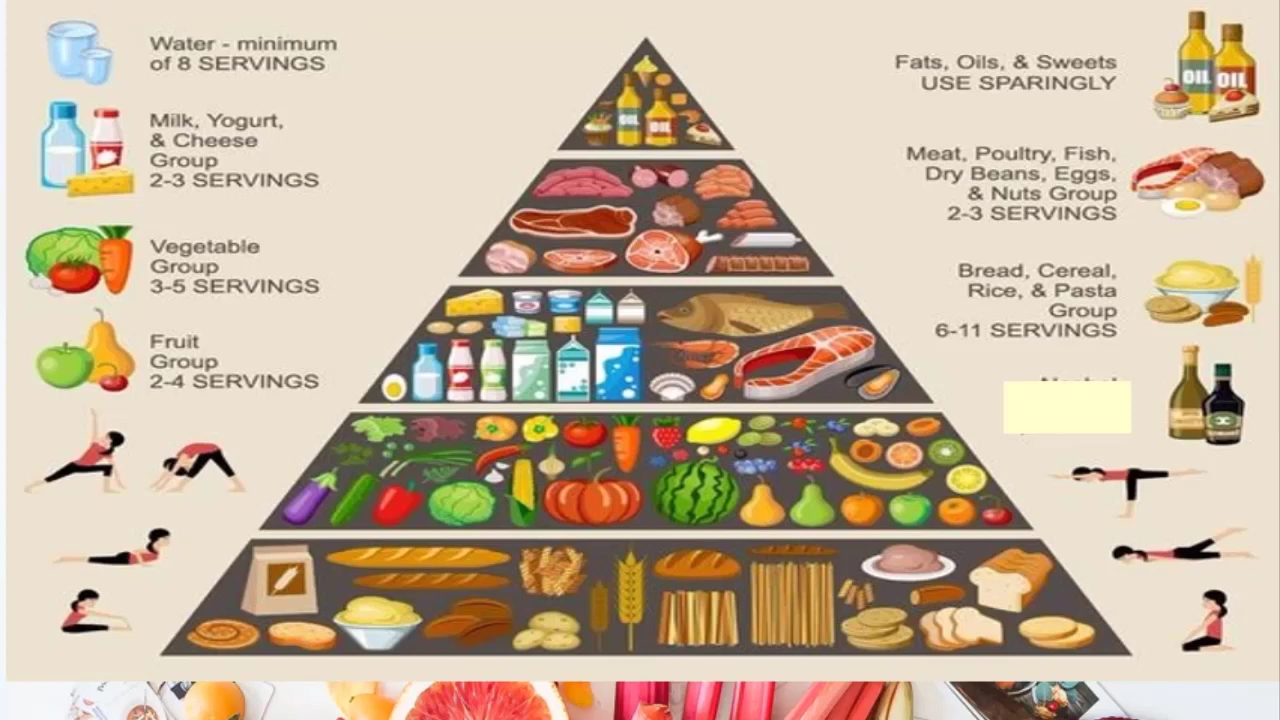 Water - minimum
of 8 SERVINGS
Milk, Yogurt,
& Cheese
Group
2-3 SERVINGS
Vegetable
Group
3-5 SERVINGS
Fruit
Group
2-4 SERVINGS
Fats, Oils, & Sweets
USE SPARINGLY
OIL OIL
Meat, Poultry, Fish,
Dry Beans, Eggs,
& Nuts Group
2-3 SERVINGS
Bread, Cereal,
Rice, & Pasta
Group
6-11 SERVINGS
OIL OIL